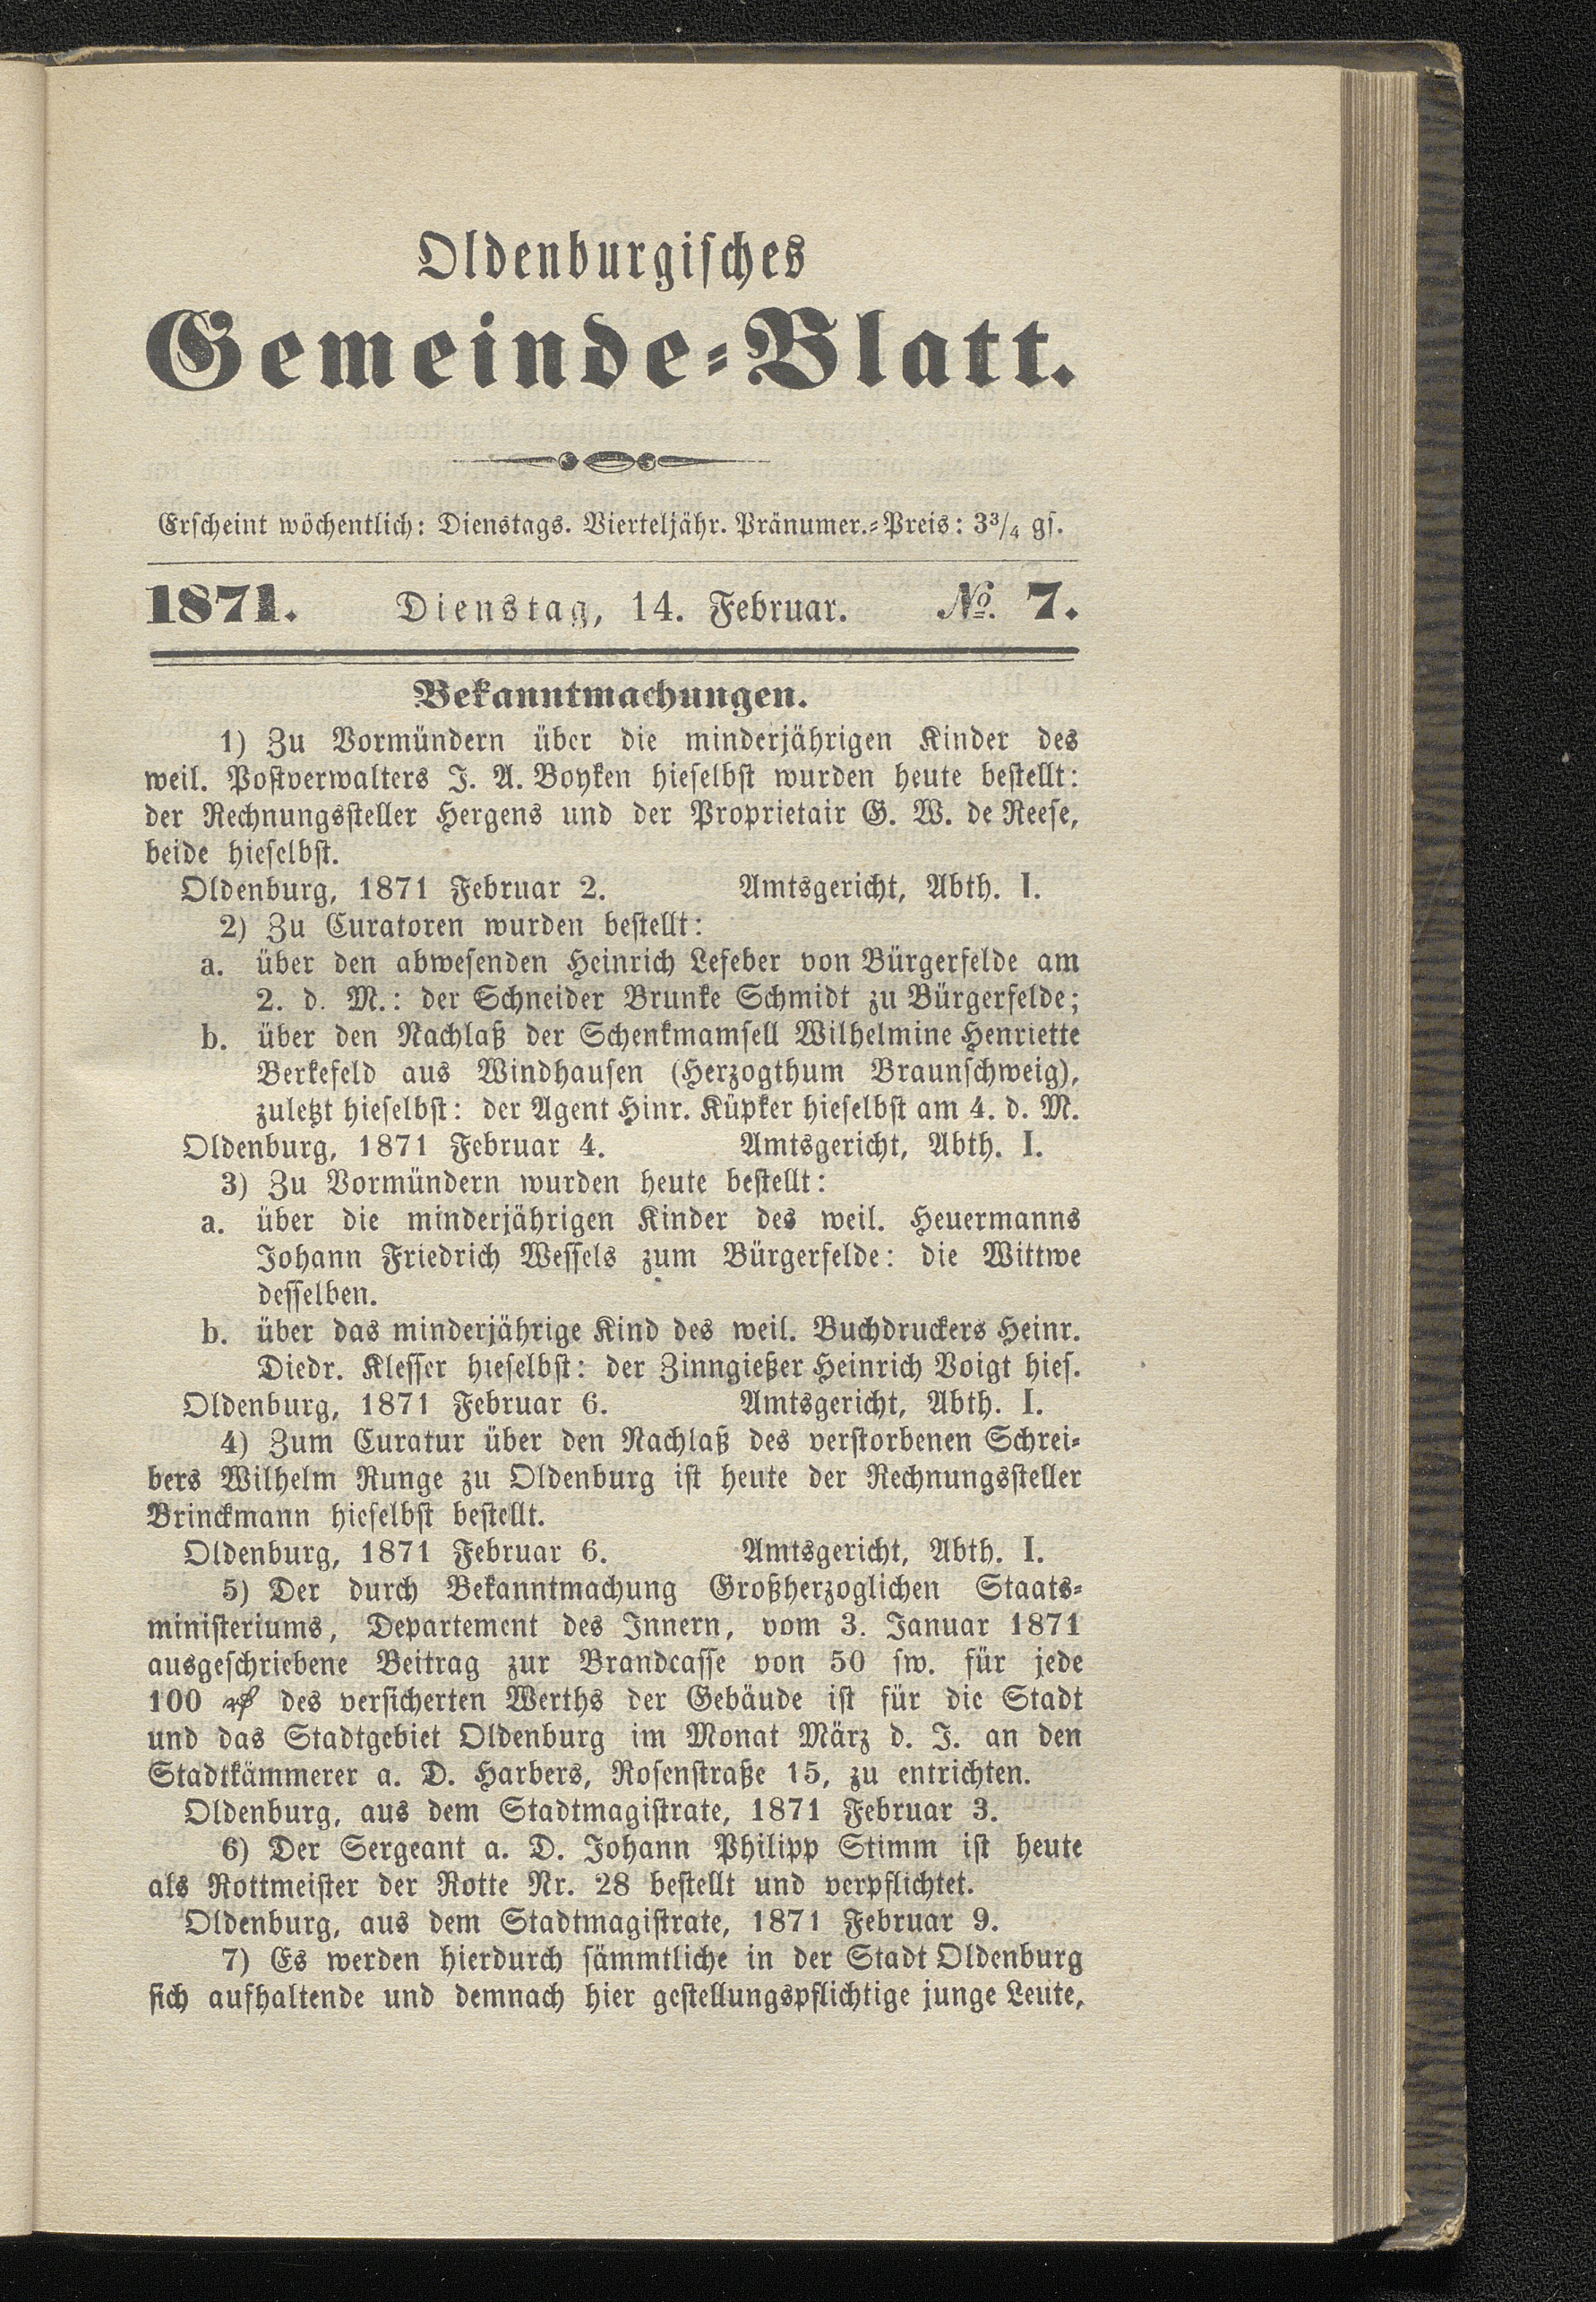 Oldenburgisches
Gemeinde-Blatt.
Erscheint wöchentlich: Dienstags. Vierteljähr. Pränumer.-Preis: 3³/₄ gs.
1871. Dienstag, 14. Februar. No. 7.
Bekanntmachungen.
1) Zu Vormündern über die minderjährigen Kinder des
weil. Postverwalters J. A. Boyken hieselbst wurden heute bestellt:
der Rechnungssteller Hergens und der Proprietair G. W. de Reese,
beide hieselbst.
Oldenburg, 1871 Februar 2. Amtsgericht, Abth. I.
2) Zu Curatoren wurden bestellt:
a. über den abwesenden Heinrich Lefeber von Bürgerfelde am
2. d. M.: der Schneider Brunke Schmidt zu Bürgerfelde;
b. über den Nachlaß der Schenkmamsell Wilhelmine Henriette
Berkefeld aus Windhausen (Herzogthum Braunschweig),
zuletzt hieselbst: der Agent Hinr. Küpker hieselbst am 4. d. M.
Oldenburg, 1871 Februar 4. Amtsgericht, Abth. I.
3) Zu Vormündern wurden heute bestellt:
a. über die minderjährigen Kinder des weil. Heuermanns
Johann Friedrich Wessels zum Bürgerfelde: die Wittwe
desselben.
b. über das minderjährige Kind des weil. Buchdruckers Heinr.
Diedr. Klesser hieselbst: der Zinngießer Heinrich Voigt hies.
Oldenburg, 1871 Februar 6. Amtsgericht, Abth. I.
4) Zum Curatur über den Nachlaß des verstorbenen Schrei-
bers Wilhelm Runge zu Oldenburg ist heute der Rechnungssteller
Brinckmann hieselbst bestellt.
Oldenburg, 1871 Februar 6. Amtsgericht, Abth. I.
5) Der durch Bekanntmachung Großherzoglichen Staats-
ministeriums, Departement des Innern, vom 3. Januar 1871
ausgeschriebene Beitrag zur Brandcasse von 50 sw. für jede
100 ₰ des versicherten Werths der Gebäude ist für die Stadt
und das Stadtgebiet Oldenburg im Monat März d. J. an den
Stadtkämmerer a. D. Harbers, Rosenstraße 15, zu entrichten.
Oldenburg, aus dem Stadtmagistrate, 1871 Februar 3.
6) Der Sergeant a. D. Johann Philipp Stimm ist heute
als Rottmeister der Rotte Nr. 28 bestellt und verpflichtet.
Oldenburg, aus dem Stadtmagistrate, 1871 Februar 9.
7) Es werden hierdurch sämmtliche in der Stadt Oldenburg
sich aufhaltende und demnach hier gestellungspflichtige junge Leute,